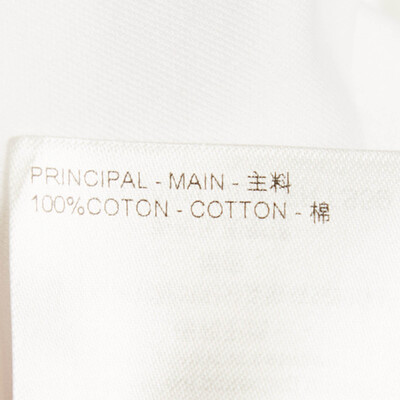 PRINCIPAL - MAIN - 主料
100%COTON - COTTON - 棉